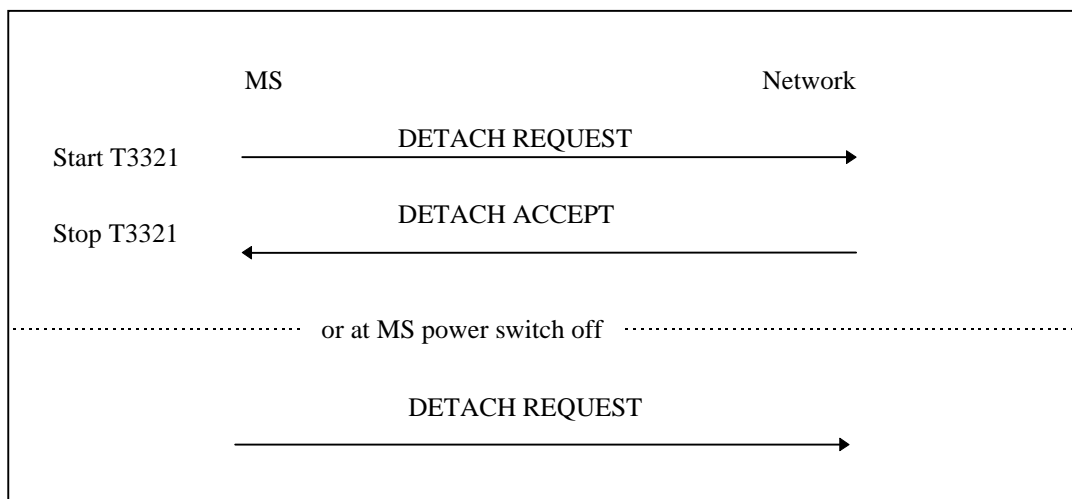 MS Network
Start T3321 DETACH REQUEST
Stop T3321 DETACH ACCEPT
or at MS power switch off
DETACH REQUEST